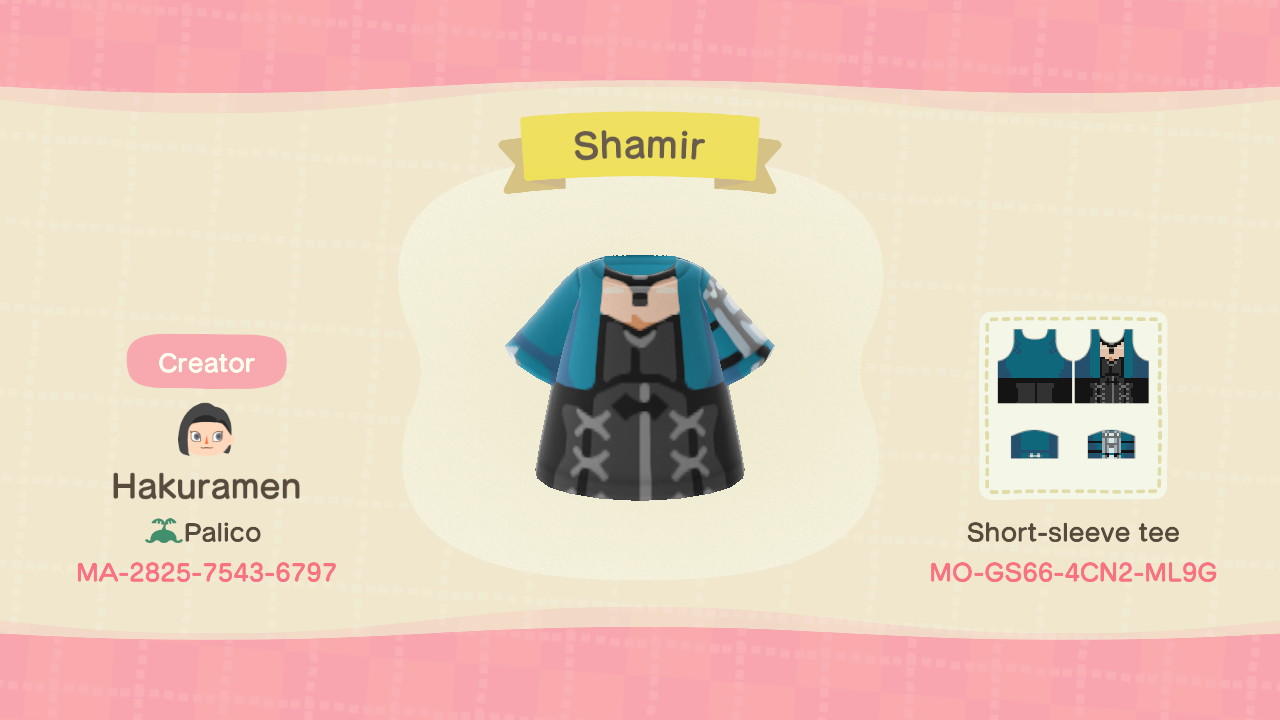 Shamir
Creator
Hakuramen
Palico
MA-2825-7543-6797
Short-sleeve tee
MO-GS66-4CN2-ML9G